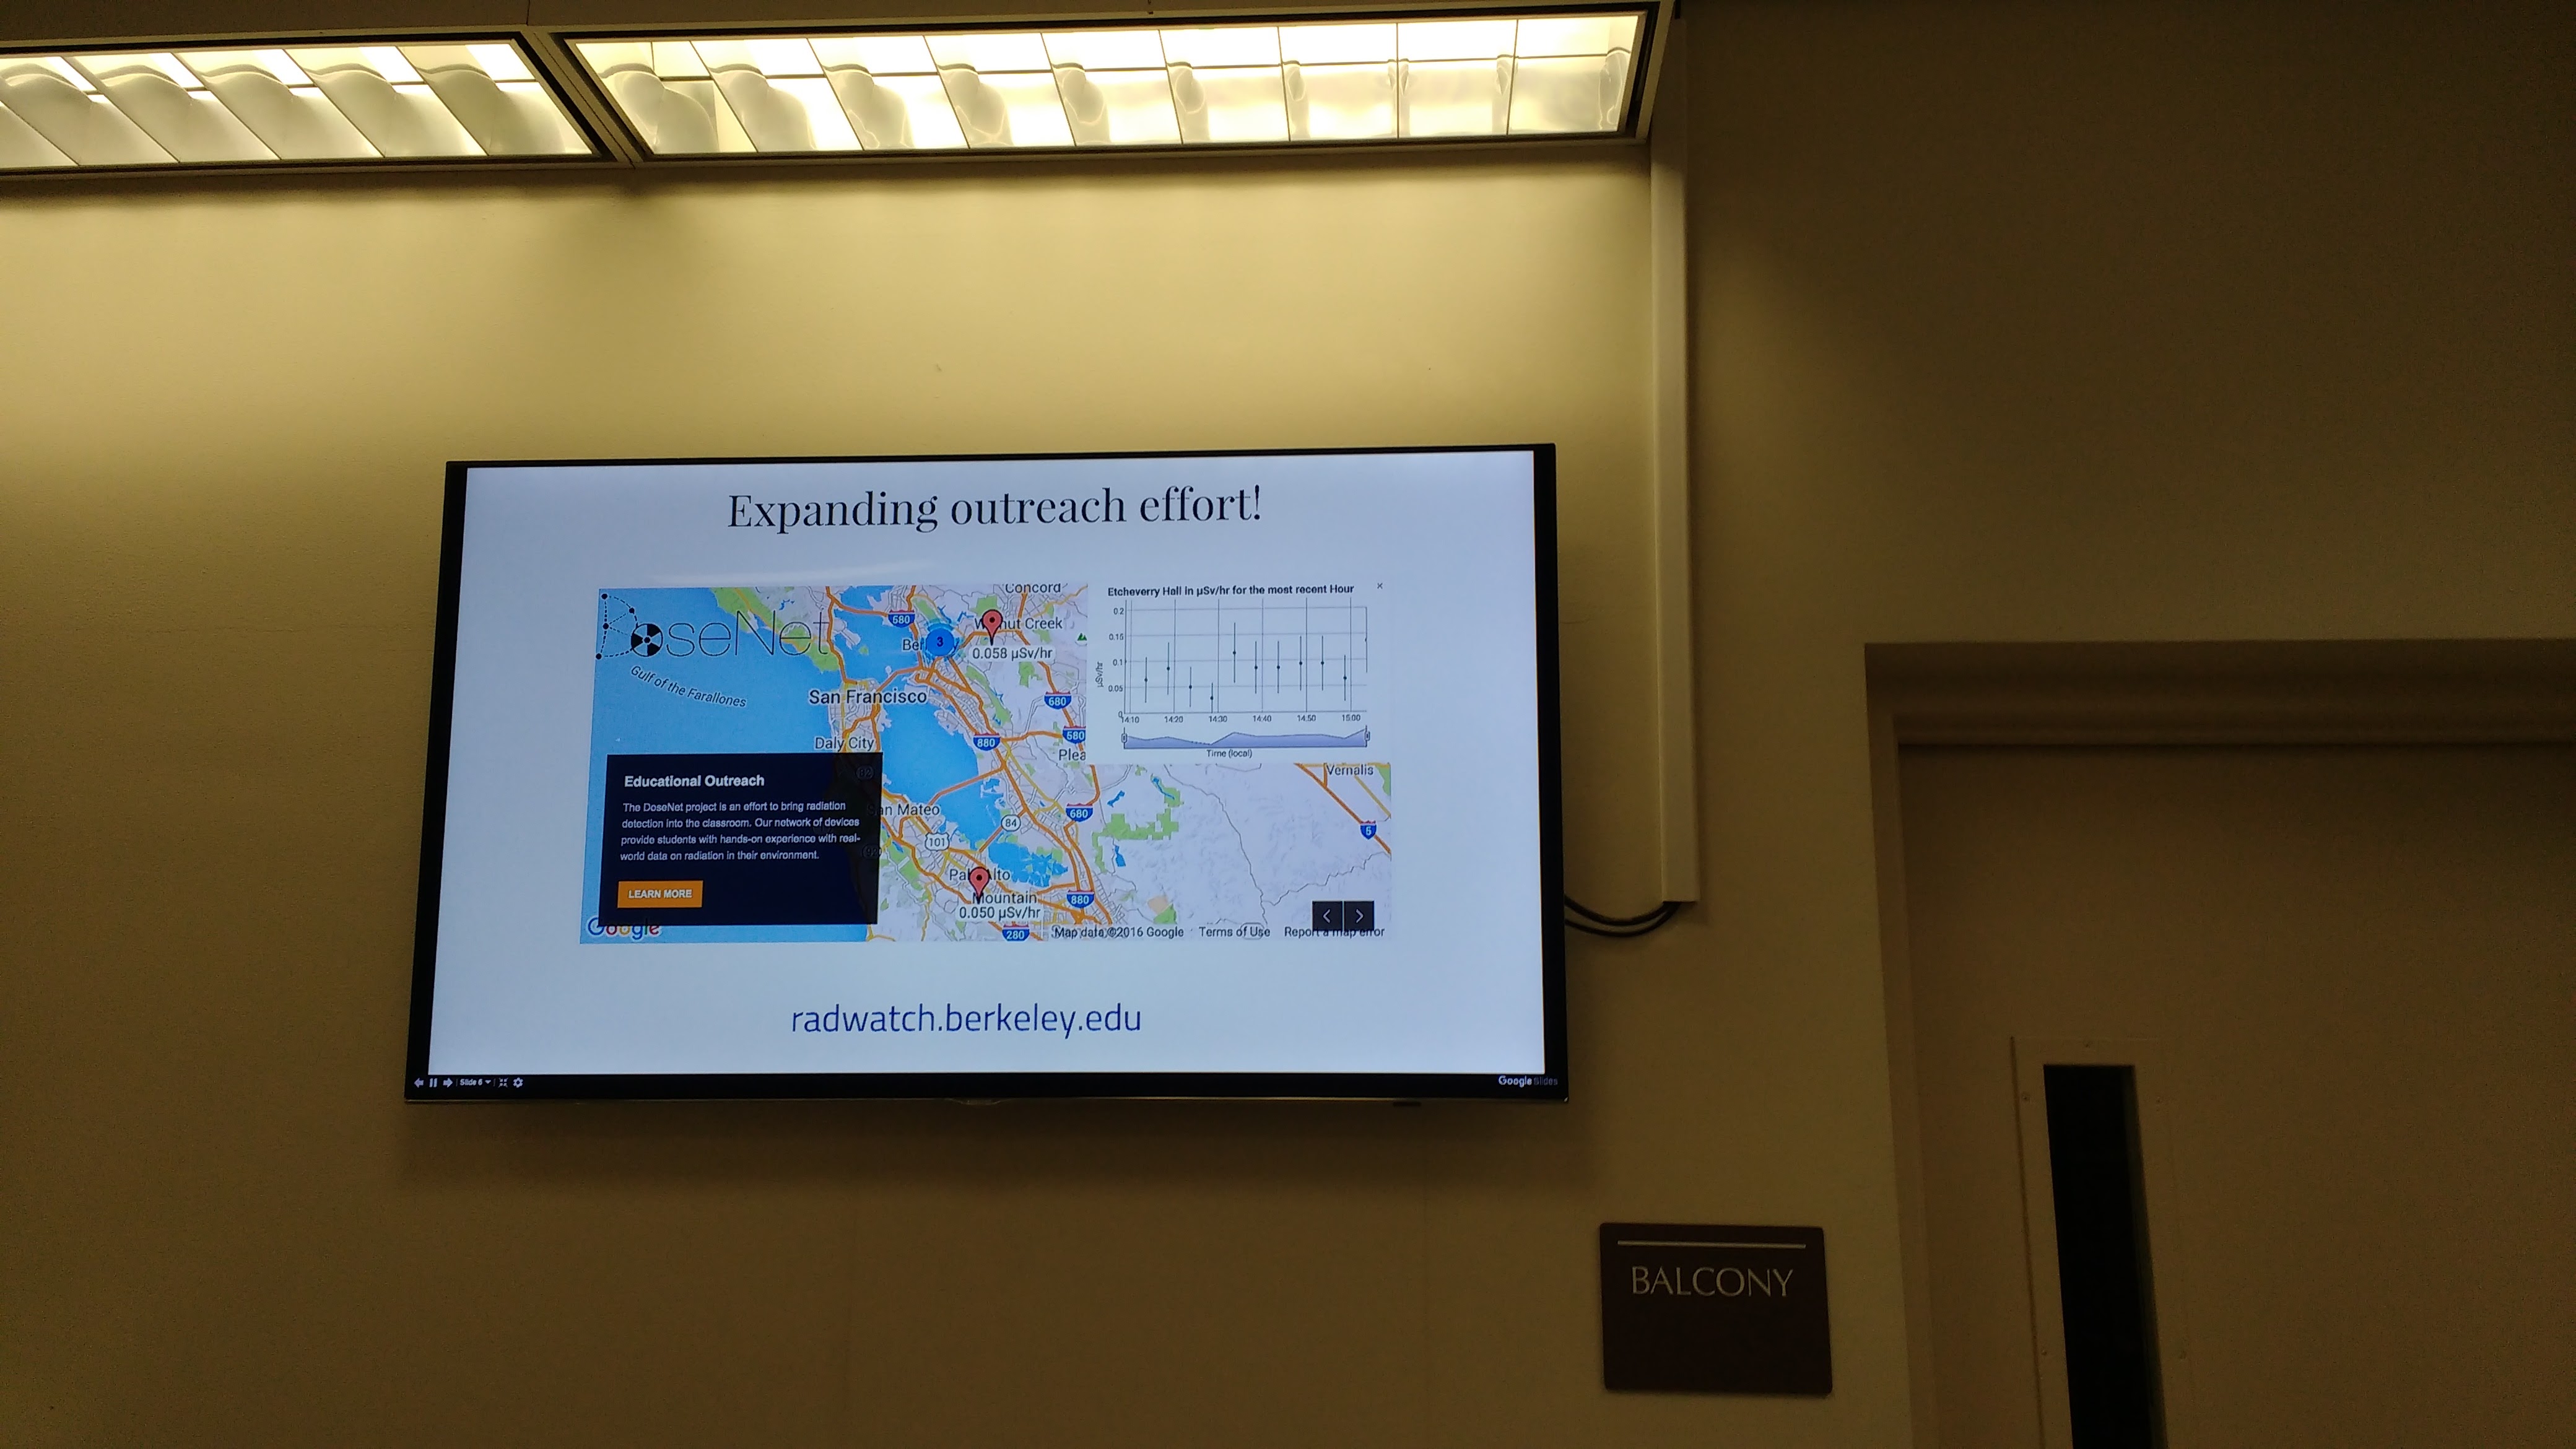 Expanding outreach effort!
DoseNet
Gulf of the Farallones
Concord
680
Walnut Creek
3
0.058 µSv/hr
San Francisco
680
Daly City
880
580
Plea
San Mateo
680
84
101
Palo Alto
Mountain
0.050 µSv/hr
880
280
Vernalis
5
Etcheverry Hall in µSv/hr for the most recent Hour
×
µSv/hr
0.2
0.15
0.1
0.05
0
14:10 14:20 14:30 14:40 14:50 15:00
Time (local)
Educational Outreach
The DoseNet project is an effort to bring radiation
detection into the classroom. Our network of devices
provide students with hands-on experience with real-
world data on radiation in their environment.
LEARN MORE
Google
Map data ©2016 Google Terms of Use Report a map error
radwatch.berkeley.edu
Slide 6
Google Slides
BALCONY